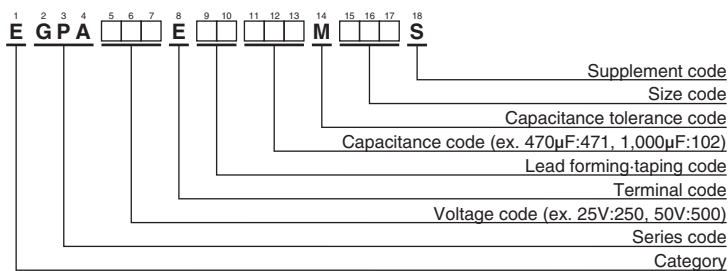 1 2 3 4 5 6 7 8 9 10 11 12 13 14 15 16 17 18
E GPA E M S
Supplement code
Size code
Capacitance tolerance code
Capacitance code (ex. 470μF:471, 1,000μF:102)
Lead forming·taping code
Terminal code
Voltage code (ex. 25V:250, 50V:500)
Series code
Category